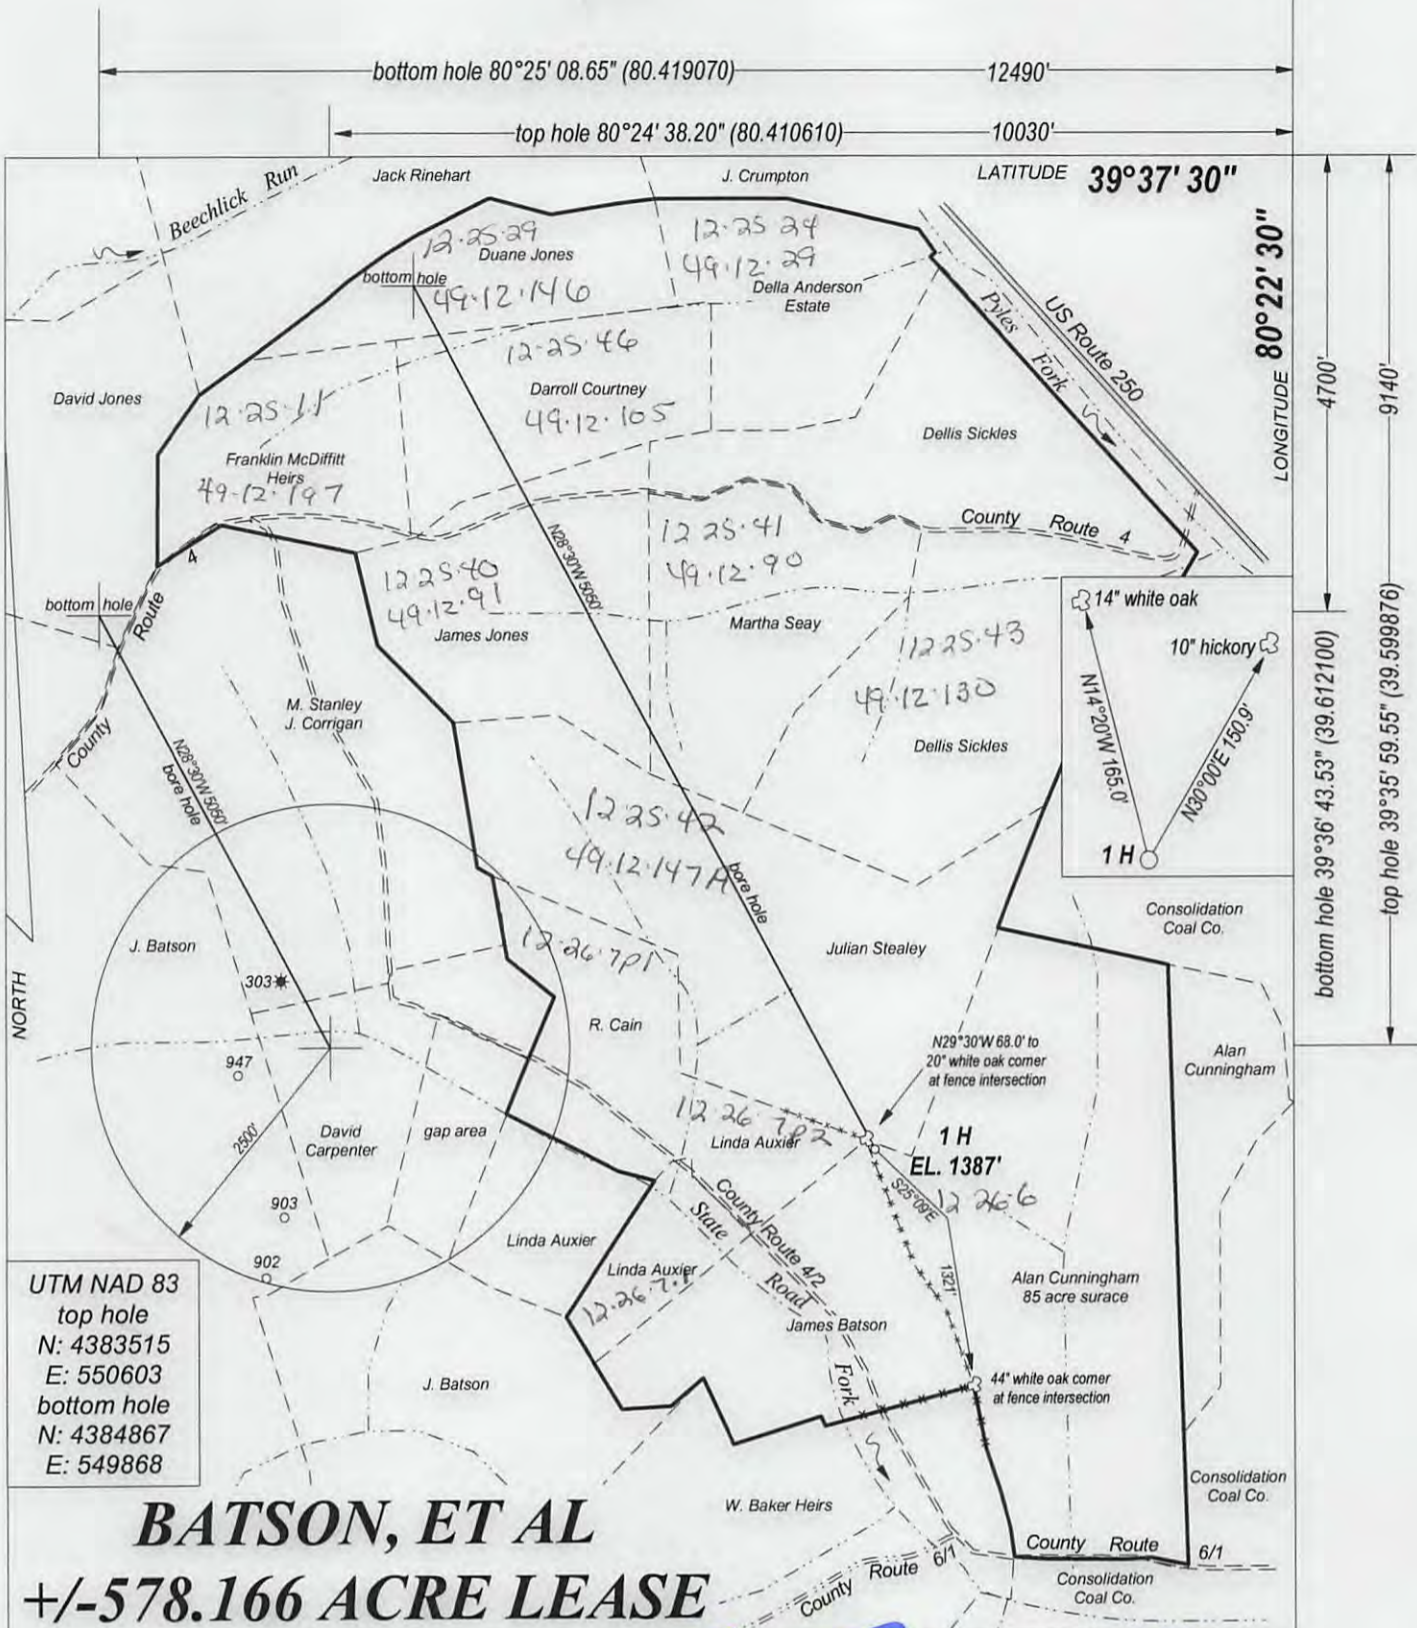 bottom hole 80°25' 08.65" (80.419070) 12490'
top hole 80°24' 38.20" (80.410610) 10030'
LATITUDE 39°37' 30"
LONGITUDE 80°22' 30"
4700'
9140'
bottom hole 39°36' 43.53" (39.612100)
top hole 39°35' 59.55" (39.599876)
Beechlick Run
Jack Rinehart
J. Crumpton
12-25-29
Duane Jones
bottom hole
49-12-146
12-25 24
49-12-29
Della Anderson
Estate
Pyles Fork
US Route 250
David Jones
12-25-46
Darroll Courtney
49-12-105
12-25-11
Franklin McDiffitt
Heirs
49-12-197
Dellis Sickles
County Route 4
4
County Route
bottom hole
N28°30'W 5050'
12 25-41
49-12-90
12-25-40
49-12-91
James Jones
Martha Seay
12 25-43
49-12-130
Dellis Sickles
14" white oak
10" hickory
N14°20'W 165.0'
N30°00'E 150.9'
1 H
M. Stanley
J. Corrigan
N28°30'W 5050'
bore hole
12 25-42
49-12-147A
bore hole
Consolidation
Coal Co.
J. Batson
303
NORTH
12-26-7p1
Julian Stealey
R. Cain
N29°30'W 68.0' to
20" white oak corner
at fence intersection
Alan
Cunningham
947
2500'
David
Carpenter
gap area
12-26-7p2
Linda Auxier
1 H
EL. 1387'
S25°09'E
1321'
12 26-6
903
902
Linda Auxier
Linda Auxier
12-26-7.1
County Route 4/2
State Road Fork
Alan Cunningham
85 acre surace
James Batson
UTM NAD 83
top hole
N: 4383515
E: 550603
bottom hole
N: 4384867
E: 549868
J. Batson
44" white oak corner
at fence intersection
W. Baker Heirs
Consolidation
Coal Co.
County Route 6/1
County Route 6/1
Consolidation
Coal Co.
BATSON, ET AL
+/-578.166 ACRE LEASE